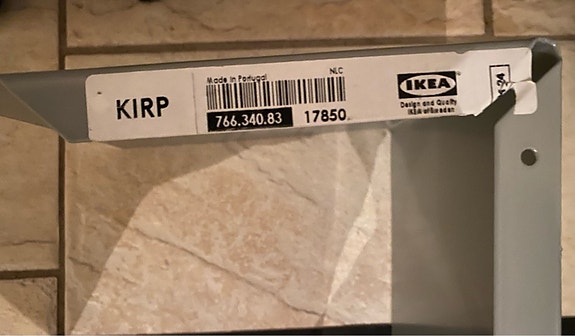 KIRP
Made in Portugal
NLC
766.340.83
17850
IKEA
Design and Quality
IKEA of Sweden